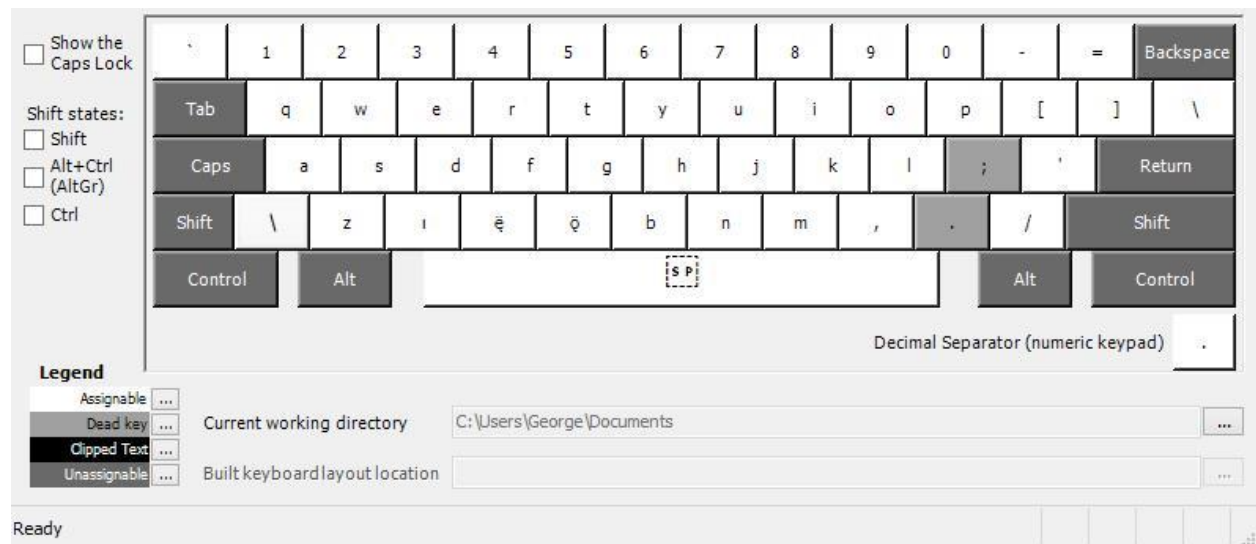 Show the
Caps Lock
Shift states:
Shift
Alt+Ctrl
(AltGr)
Ctrl
` 1 2 3 4 5 6 7 8 9 0 - = Backspace
Tab q w e r t y u i o p [ ] \
Caps a s d f g h j k l ; ' Return
Shift \ z ı ẹ̈ ọ̈ b n m , . / Shift
Control Alt SP Alt Control
Decimal Separator (numeric keypad) .
Legend
Assignable ...
Dead key ...
Clipped Text ...
Unassignable ...
Current working directory C:\Users\George\Documents ...
Built keyboard layout location ...
Ready